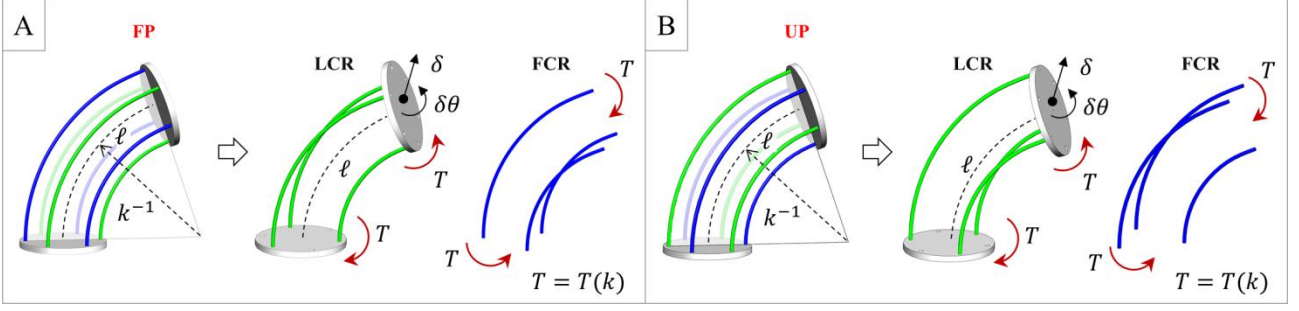 A
FP
LCR
FCR
δ
δθ
T
ℓ
ℓ
k⁻¹
T
T
T
T = T(k)
B
UP
LCR
FCR
δ
δθ
T
ℓ
ℓ
k⁻¹
T
T
T
T = T(k)